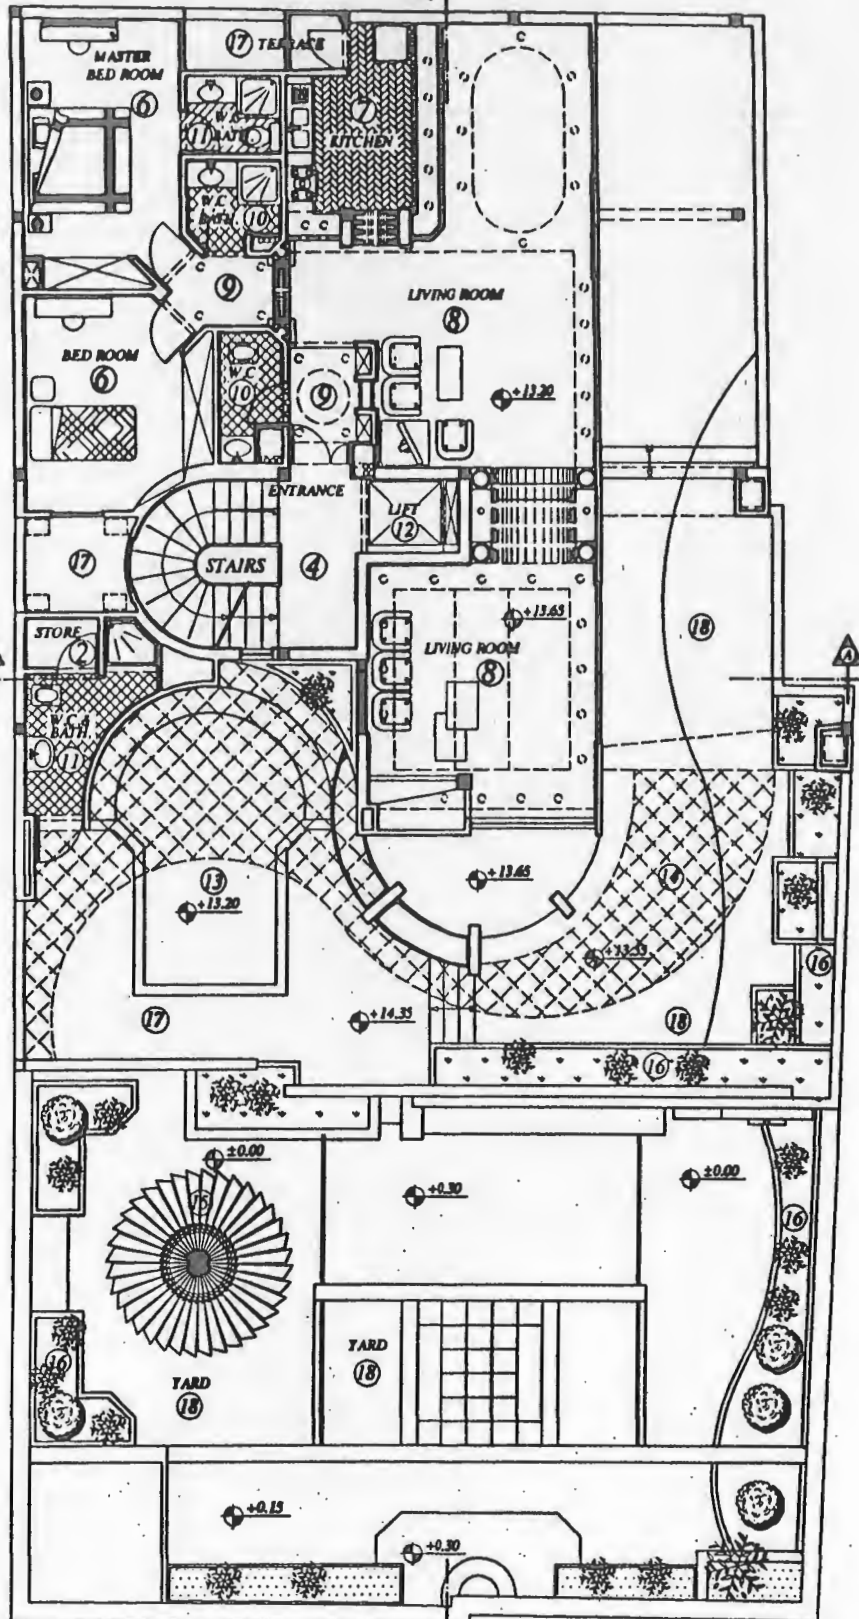 17 TERRACE
MASTER
BED ROOM
6
7
KITCHEN
11
W.C
BATH.
W.C
BATH.
10
9
LIVING ROOM
8
+13.20
BED ROOM
6
W.C
10
9
ENTRANCE
LIFT
12
17
STAIRS
4
STORE
2
+13.65
LIVING ROOM
8
18
A
W.C &
BATH.
11
13
+13.20
+13.65
14
+13.55
16
17
+14.35
18
16
±0.00
+0.30
±0.00
15
16
16
YARD
18
YARD
18
+0.15
+0.30